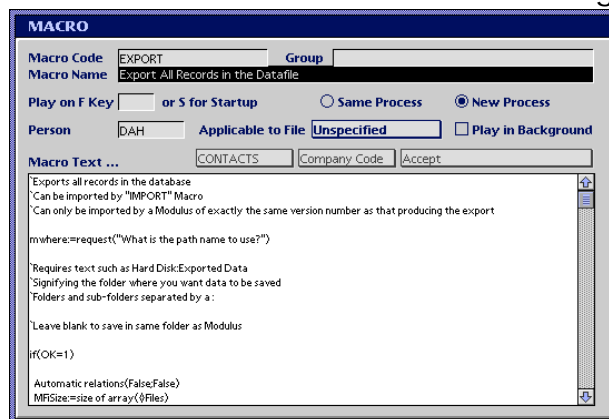 MACRO
Macro Code EXPORT Group
Macro Name Export All Records in the Datafile
Play on F Key or S for Startup Same Process New Process
Person DAH Applicable to File Unspecified Play in Background
Macro Text ... CONTACTS Company Code Accept
`Exports all records in the database
`Can be imported by "IMPORT" Macro
`Can only be imported by a Modulus of exactly the same version number as that producing the export
mwhere:=request("What is the path name to use?")
`Requires text such as Hard Disk:Exported Data
`Signifying the folder where you want data to be saved
`Folders and sub-folders separated by a :
`Leave blank to save in same folder as Modulus
if(OK=1)
Automatic relations(False;False)
MFiSize:=size of array(◊Files)